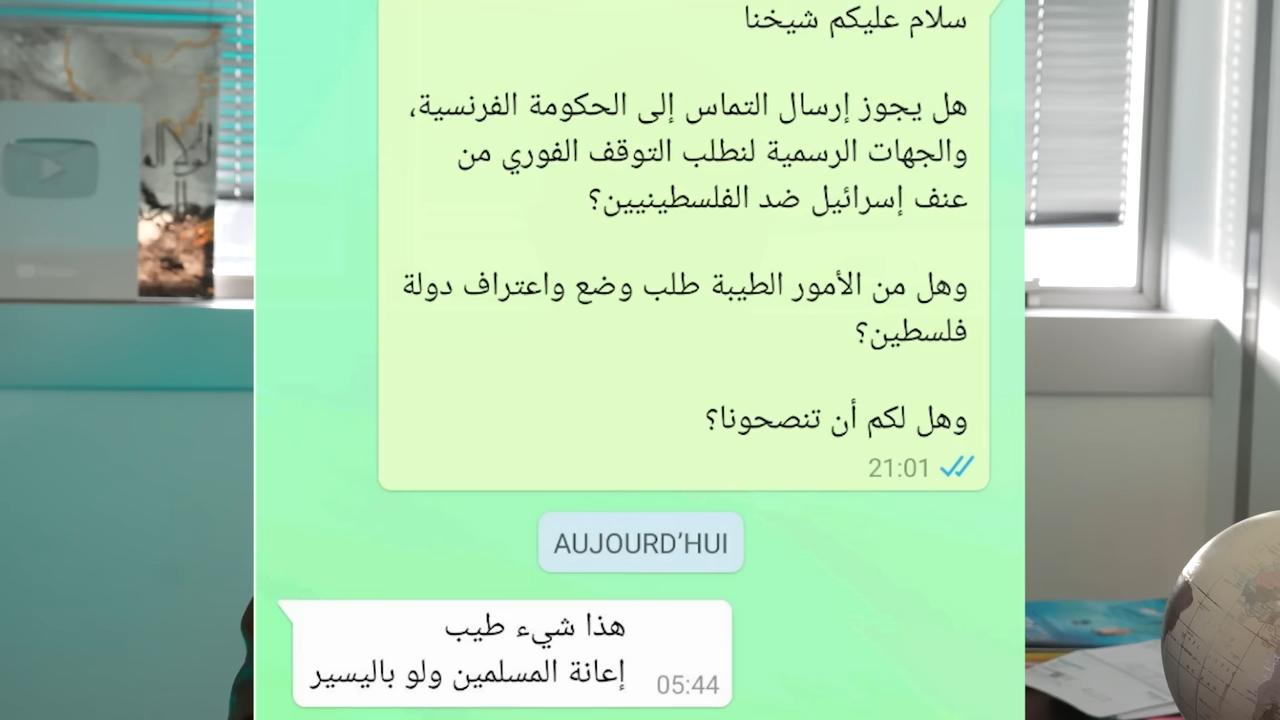 سلام عليكم شيخنا
هل يجوز إرسال التماس إلى الحكومة الفرنسية،
والجهات الرسمية لنطلب التوقف الفوري من
عنف إسرائيل ضد الفلسطينيين؟
وهل من الأمور الطيبة طلب وضع واعتراف دولة
فلسطين؟
وهل لكم أن تنصحونا؟
21:01
AUJOURD’HUI
هذا شيء طيب
إعانة المسلمين ولو باليسير
05:44